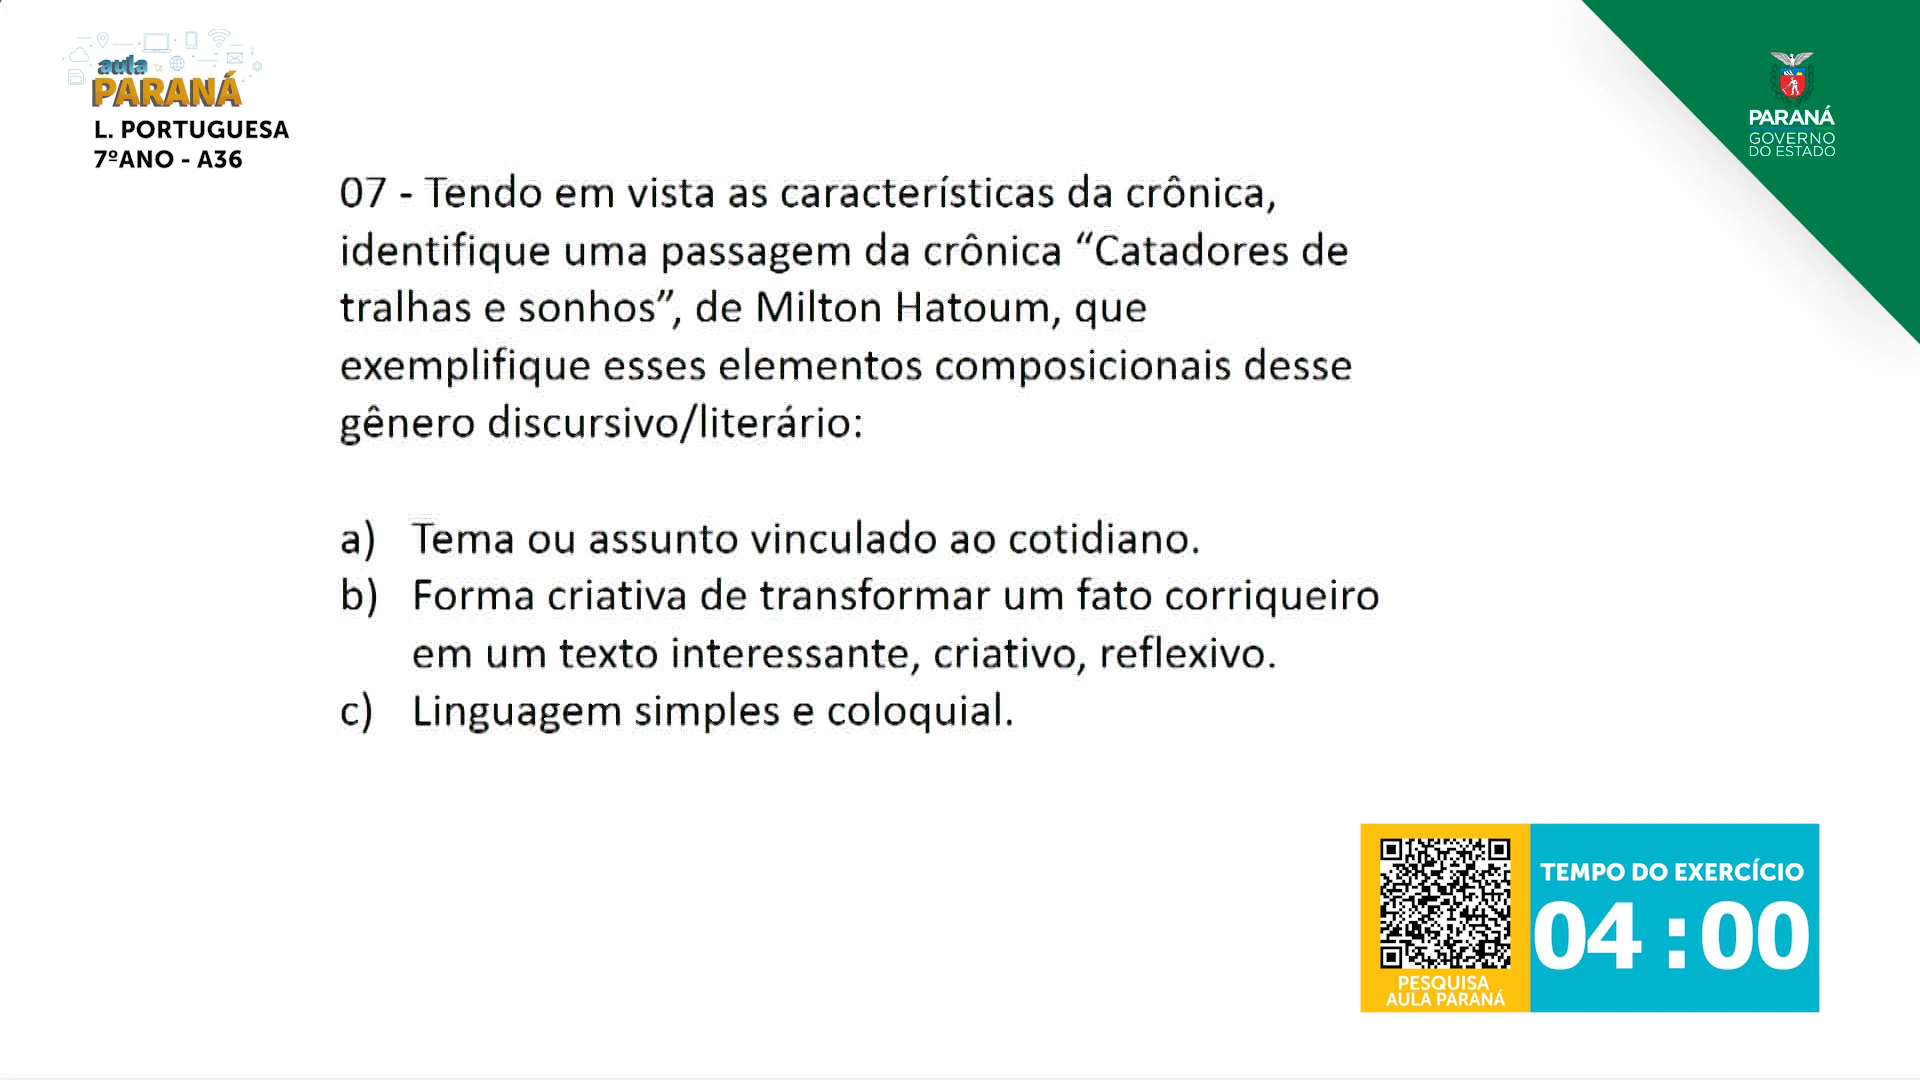 aula
PARANÁ
L. PORTUGUESA
7ºANO - A36
PARANÁ
GOVERNO
DO ESTADO
07 - Tendo em vista as características da crônica,
identifique uma passagem da crônica “Catadores de
tralhas e sonhos”, de Milton Hatoum, que
exemplifique esses elementos composicionais desse
gênero discursivo/literário:
a) Tema ou assunto vinculado ao cotidiano.
b) Forma criativa de transformar um fato corriqueiro
em um texto interessante, criativo, reflexivo.
c) Linguagem simples e coloquial.
PESQUISA
AULA PARANÁ
TEMPO DO EXERCÍCIO
04 : 00